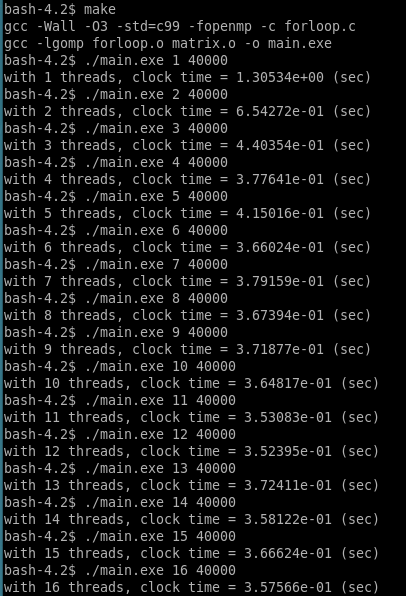 bash-4.2$ make
gcc -Wall -O3 -std=c99 -fopenmp -c forloop.c
gcc -lgomp forloop.o matrix.o -o main.exe
bash-4.2$ ./main.exe 1 40000
with 1 threads, clock time = 1.30534e+00 (sec)
bash-4.2$ ./main.exe 2 40000
with 2 threads, clock time = 6.54272e-01 (sec)
bash-4.2$ ./main.exe 3 40000
with 3 threads, clock time = 4.40354e-01 (sec)
bash-4.2$ ./main.exe 4 40000
with 4 threads, clock time = 3.77641e-01 (sec)
bash-4.2$ ./main.exe 5 40000
with 5 threads, clock time = 4.15016e-01 (sec)
bash-4.2$ ./main.exe 6 40000
with 6 threads, clock time = 3.66024e-01 (sec)
bash-4.2$ ./main.exe 7 40000
with 7 threads, clock time = 3.79159e-01 (sec)
bash-4.2$ ./main.exe 8 40000
with 8 threads, clock time = 3.67394e-01 (sec)
bash-4.2$ ./main.exe 9 40000
with 9 threads, clock time = 3.71877e-01 (sec)
bash-4.2$ ./main.exe 10 40000
with 10 threads, clock time = 3.64817e-01 (sec)
bash-4.2$ ./main.exe 11 40000
with 11 threads, clock time = 3.53083e-01 (sec)
bash-4.2$ ./main.exe 12 40000
with 12 threads, clock time = 3.52395e-01 (sec)
bash-4.2$ ./main.exe 13 40000
with 13 threads, clock time = 3.72411e-01 (sec)
bash-4.2$ ./main.exe 14 40000
with 14 threads, clock time = 3.58122e-01 (sec)
bash-4.2$ ./main.exe 15 40000
with 15 threads, clock time = 3.66624e-01 (sec)
bash-4.2$ ./main.exe 16 40000
with 16 threads, clock time = 3.57566e-01 (sec)